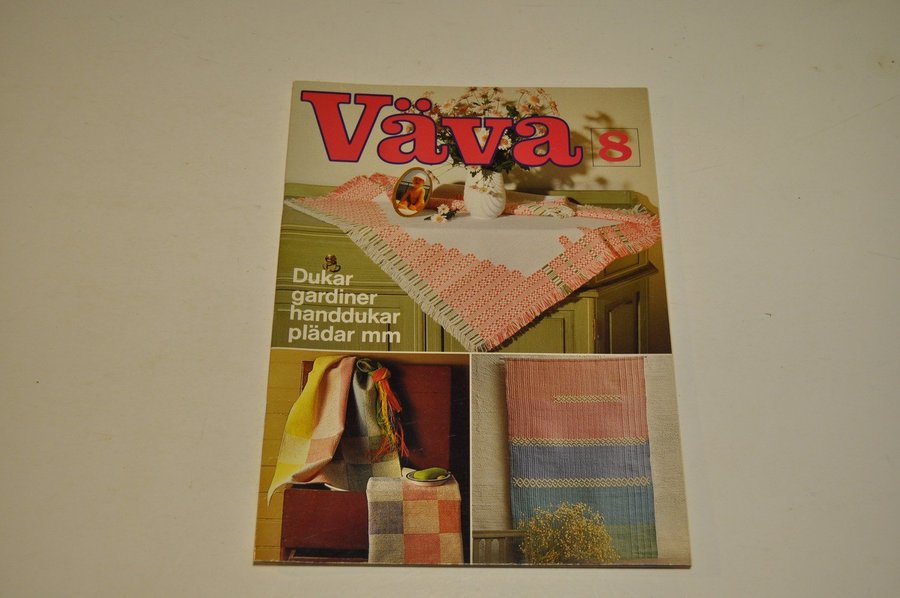 Väva 8
Dukar
gardiner
handdukar
plädar mm